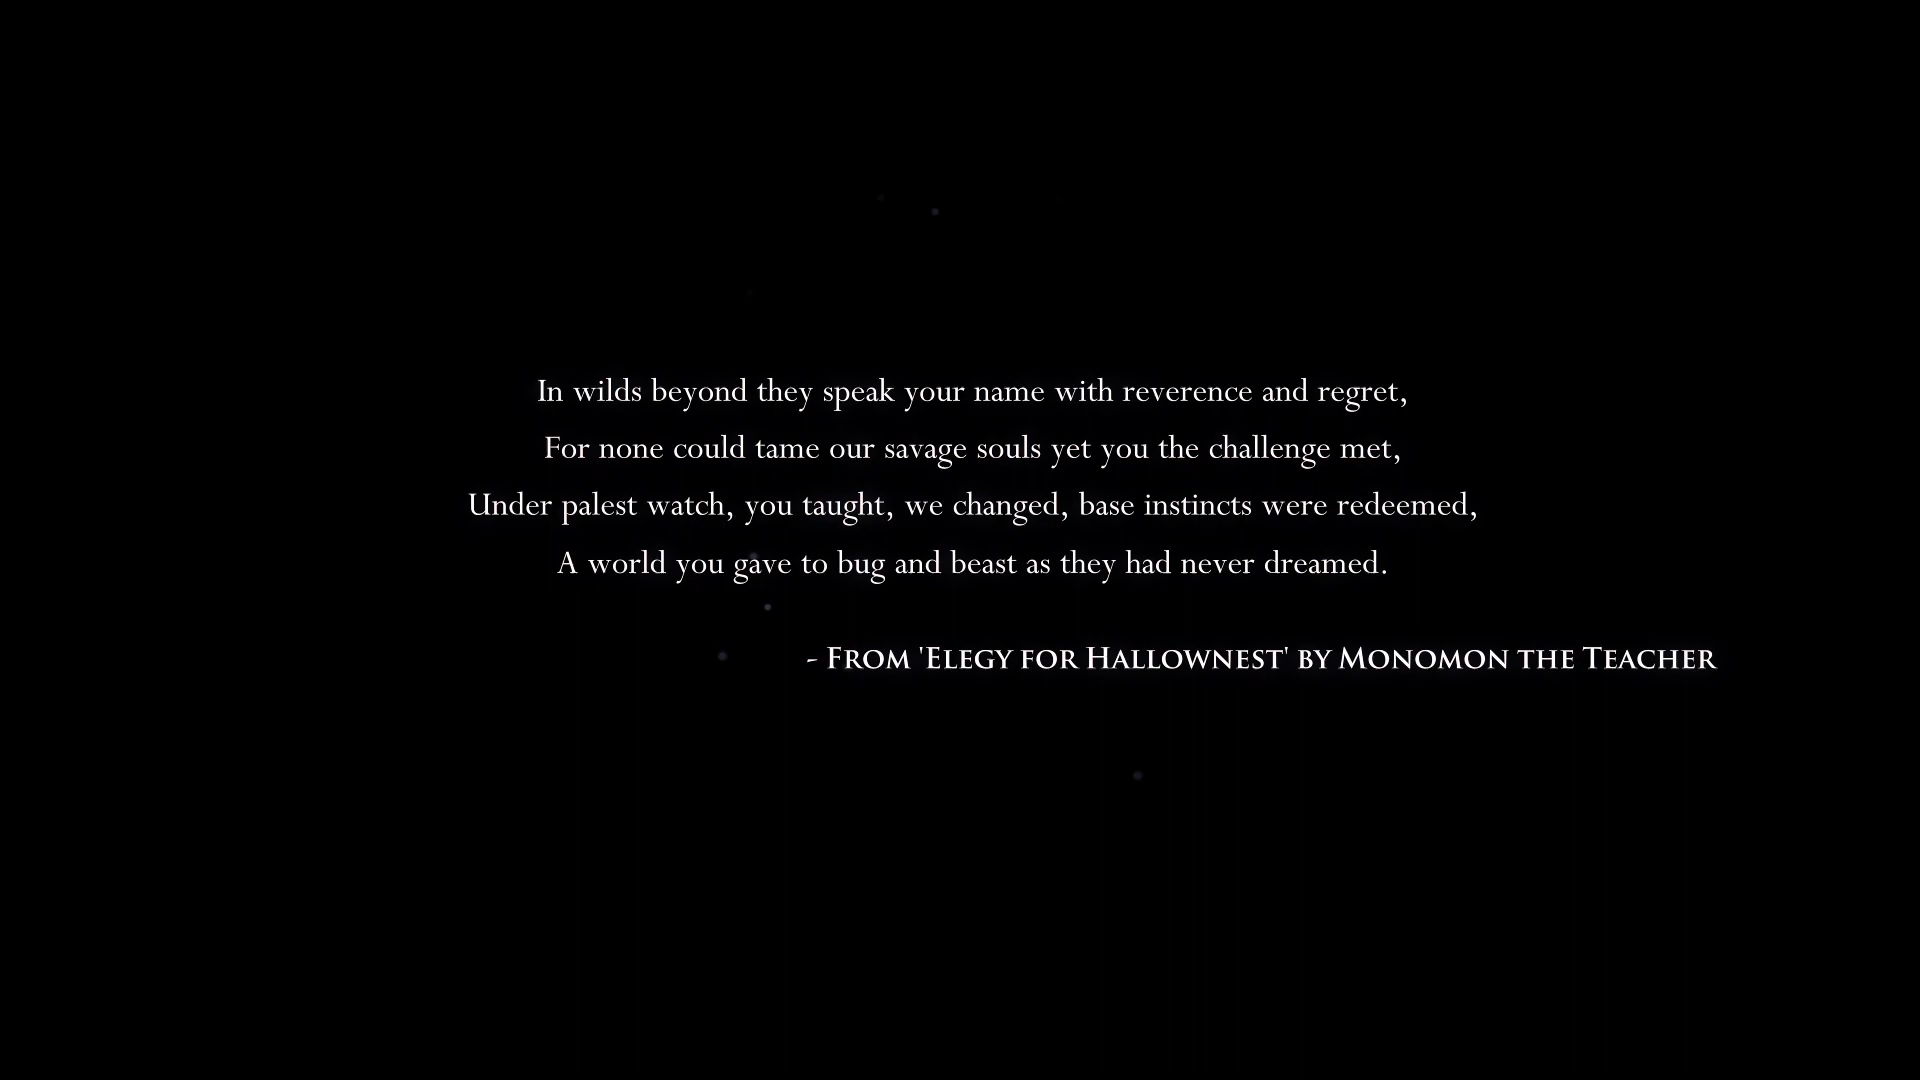 In wilds beyond they speak your name with reverence and regret,
For none could tame our savage souls yet you the challenge met,
Under palest watch, you taught, we changed, base instincts were redeemed,
A world you gave to bug and beast as they had never dreamed.
- From 'Elegy for Hallownest' by Monomon the Teacher